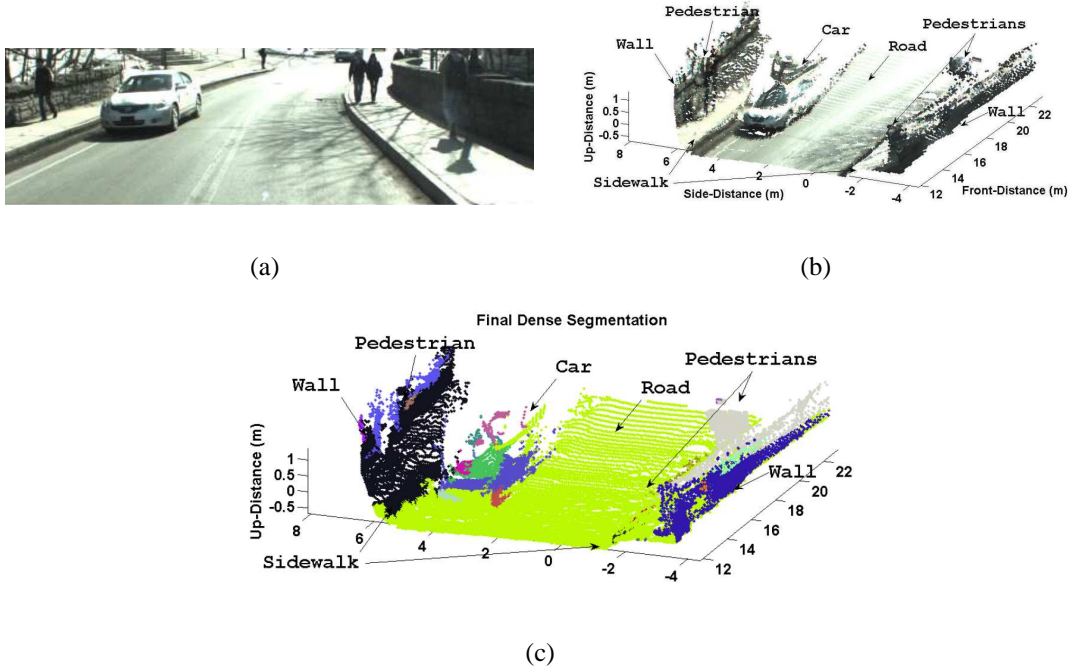 Pedestrian
Pedestrians
Car
Wall
Road
Up-Distance (m)
1
0.5
0
-0.5
Wall
8
6
4
2
0
-2
-4
12
14
16
18
20
22
Sidewalk
Side-Distance (m)
Front-Distance (m)
(a)
(b)
Final Dense Segmentation
Pedestrian
Car
Pedestrians
Wall
Road
Up-Distance (m)
1
0.5
0
-0.5
Wall
8
6
4
2
0
-2
-4
12
14
16
18
20
22
Sidewalk
(c)